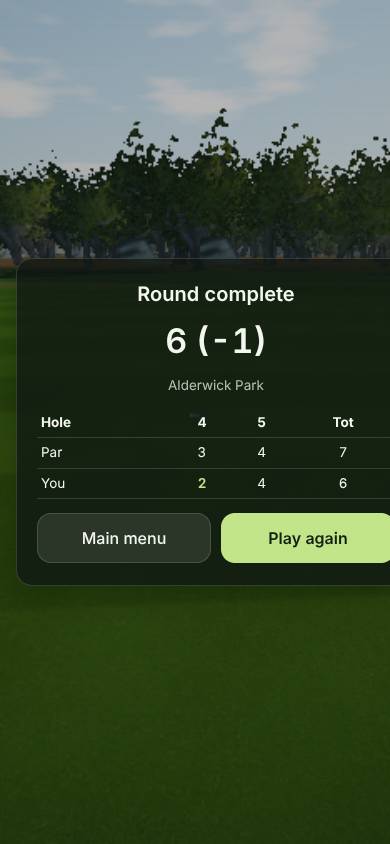 Round complete
6 (-1)
Alderwick Park
Hole 4 5 Tot
Par 3 4 7
You 2 4 6
Main menu Play again